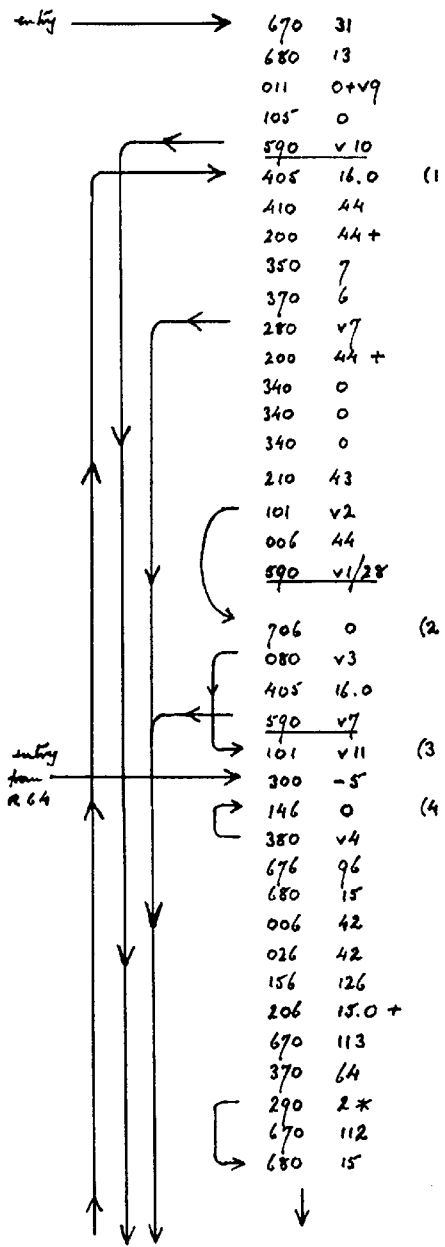 entry 670 31
680 13
011 0+v9
105 0
590 v10
405 16.0 (1
410 44
200 44+
350 7
370 6
280 v7
200 44+
340 0
340 0
340 0
210 43
101 v2
006 44
590 v1/28
706 0 (2
080 v3
405 16.0
590 v7
101 v11 (3
entry from R64 300 -5
146 0 (4
380 v4
676 96
680 15
006 42
026 42
156 126
206 15.0+
670 113
370 64
290 2*
670 112
680 15